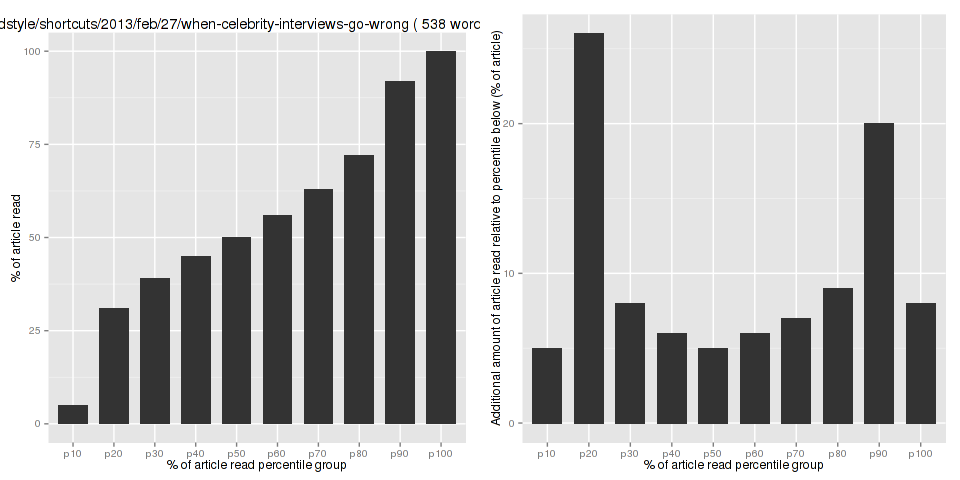 dstyle/shortcuts/2013/feb/27/when-celebrity-interviews-go-wrong ( 538 word
% of article read
100
75
50
25
0
p10 p20 p30 p40 p50 p60 p70 p80 p90 p100
% of article read percentile group
Additional amount of article read relative to percentile below (% of article)
20
10
0
p10 p20 p30 p40 p50 p60 p70 p80 p90 p100
% of article read percentile group